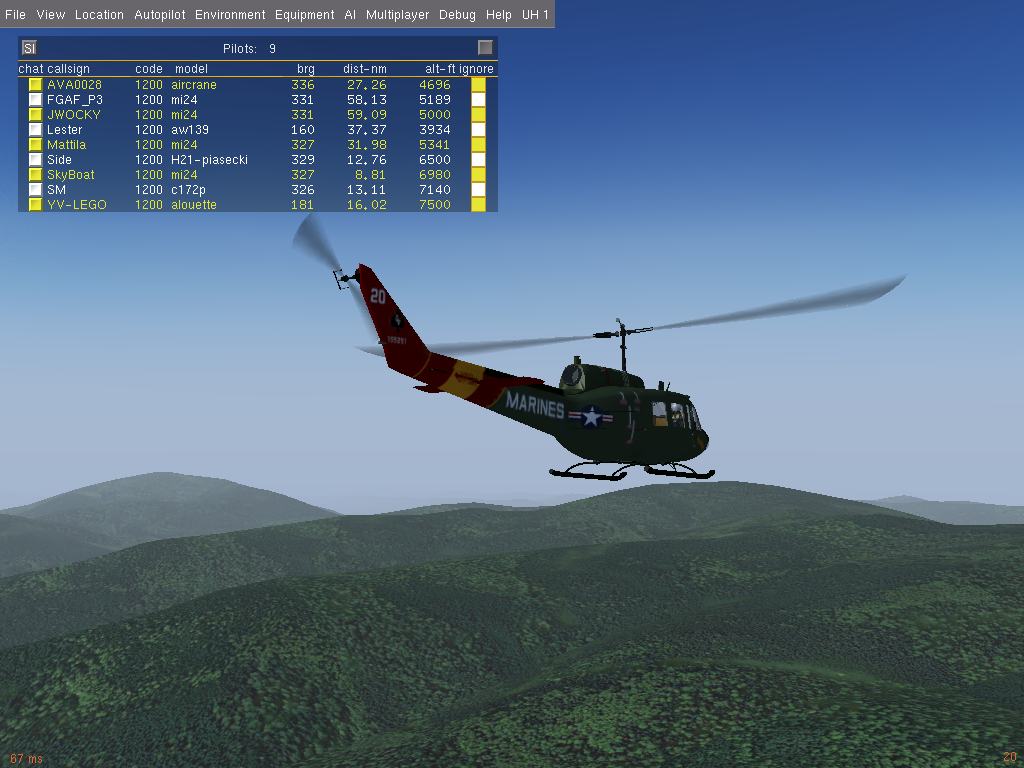 File View Location Autopilot Environment Equipment AI Multiplayer Debug Help UH 1
SI Pilots: 9
chat callsign code model brg dist-nm alt-ft ignore
AVA0028 1200 aircrane 336 27.26 4696
FGAF_P3 1200 mi24 331 58.13 5189
JWOCKY 1200 mi24 331 59.09 5000
Lester 1200 aw139 160 37.37 3934
Mattila 1200 mi24 327 31.98 5341
Side 1200 H21-piasecki 329 12.76 6500
SkyBoat 1200 mi24 327 8.81 6980
SM 1200 c172p 326 13.11 7140
YV-LEGO 1200 alouette 181 16.02 7500
20
MARINES
67 ms
20